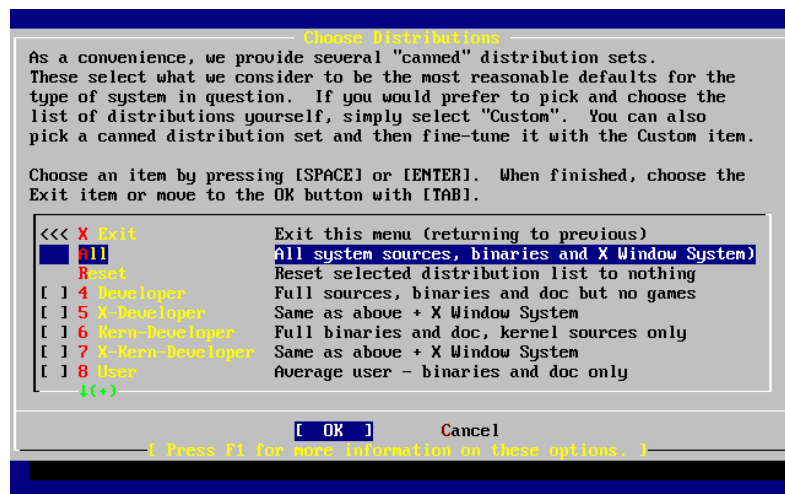 Choose Distributions
As a convenience, we provide several "canned" distribution sets.
These select what we consider to be the most reasonable defaults for the
type of system in question.  If you would prefer to pick and choose the
list of distributions yourself, simply select "Custom".  You can also
pick a canned distribution set and then fine-tune it with the Custom item.
Choose an item by pressing [SPACE] or [ENTER].  When finished, choose the
Exit item or move to the OK button with [TAB].
<<< X Exit Exit this menu (returning to previous)
All All system sources, binaries and X Window System)
Reset Reset selected distribution list to nothing
[ ] 4 Developer Full sources, binaries and doc but no games
[ ] 5 X-Developer Same as above + X Window System
[ ] 6 Kern-Developer Full binaries and doc, kernel sources only
[ ] 7 X-Kern-Developer Same as above + X Window System
[ ] 8 User Average user - binaries and doc only
↓(+)
[ OK ] Cancel
[ Press F1 for more information on these options. ]